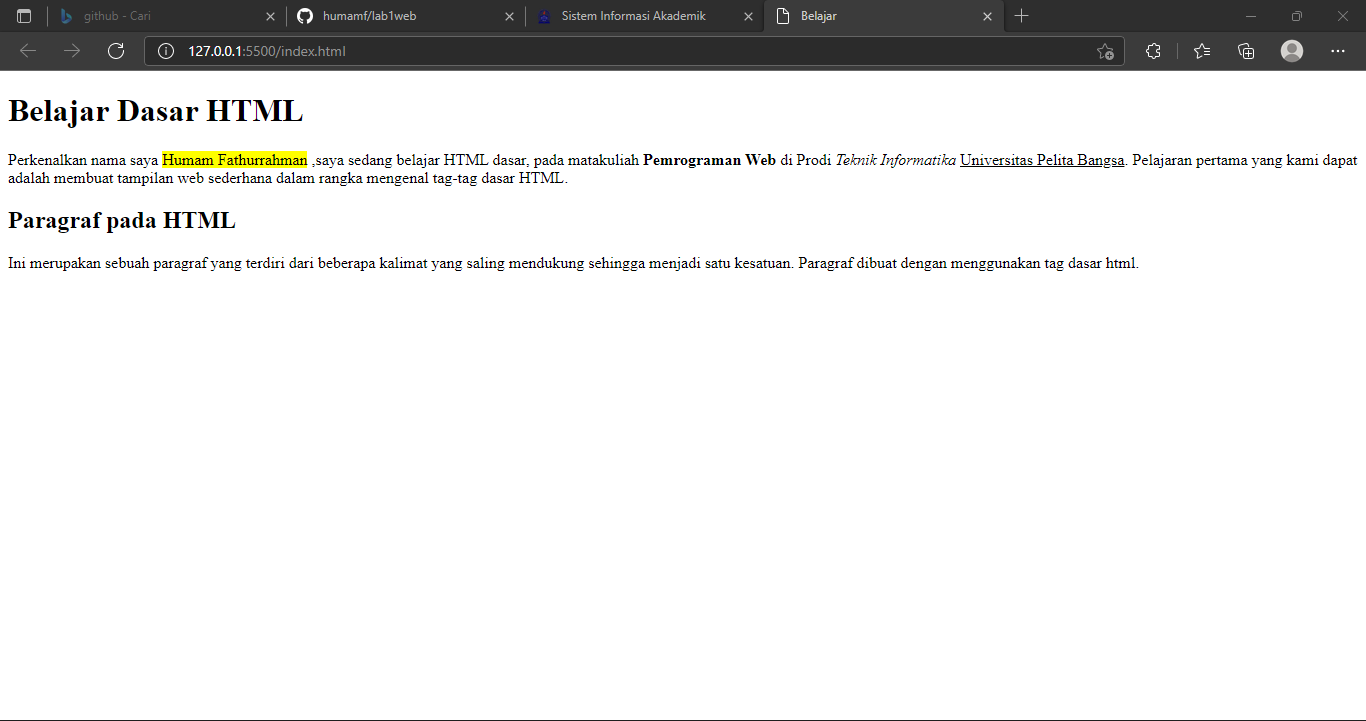 github - Cari
humamf/lab1web
Sistem Informasi Akademik
Belajar
127.0.0.1:5500/index.html
Belajar Dasar HTML
Perkenalkan nama saya Humam Fathurrahman ,saya sedang belajar HTML dasar, pada matakuliah Pemrograman Web di Prodi Teknik Informatika Universitas Pelita Bangsa. Pelajaran pertama yang kami dapat
adalah membuat tampilan web sederhana dalam rangka mengenal tag-tag dasar HTML.
Paragraf pada HTML
Ini merupakan sebuah paragraf yang terdiri dari beberapa kalimat yang saling mendukung sehingga menjadi satu kesatuan. Paragraf dibuat dengan menggunakan tag dasar html.